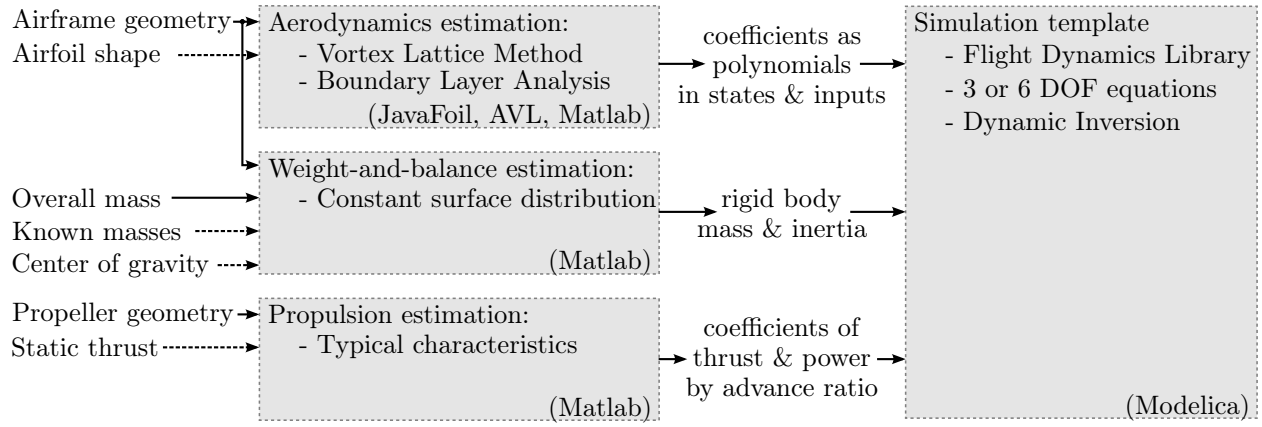 Airframe geometry
Airfoil shape
Aerodynamics estimation:
- Vortex Lattice Method
- Boundary Layer Analysis
(JavaFoil, AVL, Matlab)
coefficients as
polynomials
in states & inputs
Simulation template
- Flight Dynamics Library
- 3 or 6 DOF equations
- Dynamic Inversion
(Modelica)
Overall mass
Known masses
Center of gravity
Weight-and-balance estimation:
- Constant surface distribution
(Matlab)
rigid body
mass & inertia
Propeller geometry
Static thrust
Propulsion estimation:
- Typical characteristics
(Matlab)
coefficients of
thrust & power
by advance ratio